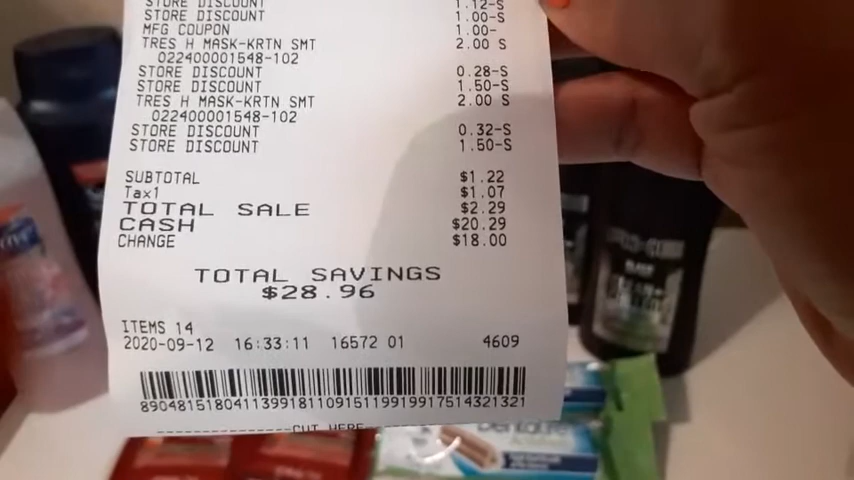 STORE DISCOUNT 1.12-S
STORE DISCOUNT 1.00-S
MFG COUPON 1.00-
TRES H MASK-KRTN SMT 2.00 S
022400001548-102
STORE DISCOUNT 0.28-S
STORE DISCOUNT 1.50-S
TRES H MASK-KRTN SMT 2.00 S
022400001548-102
STORE DISCOUNT 0.32-S
STORE DISCOUNT 1.50-S
SUBTOTAL $1.22
Tax1 $1.07
TOTAL SALE $2.29
CASH $20.29
CHANGE $18.00
TOTAL SAVINGS
$28.96
ITEMS 14
2020-09-12 16:33:11 16572 01 4609
89048151804113991811091511991991751432132​1
CUT HERE